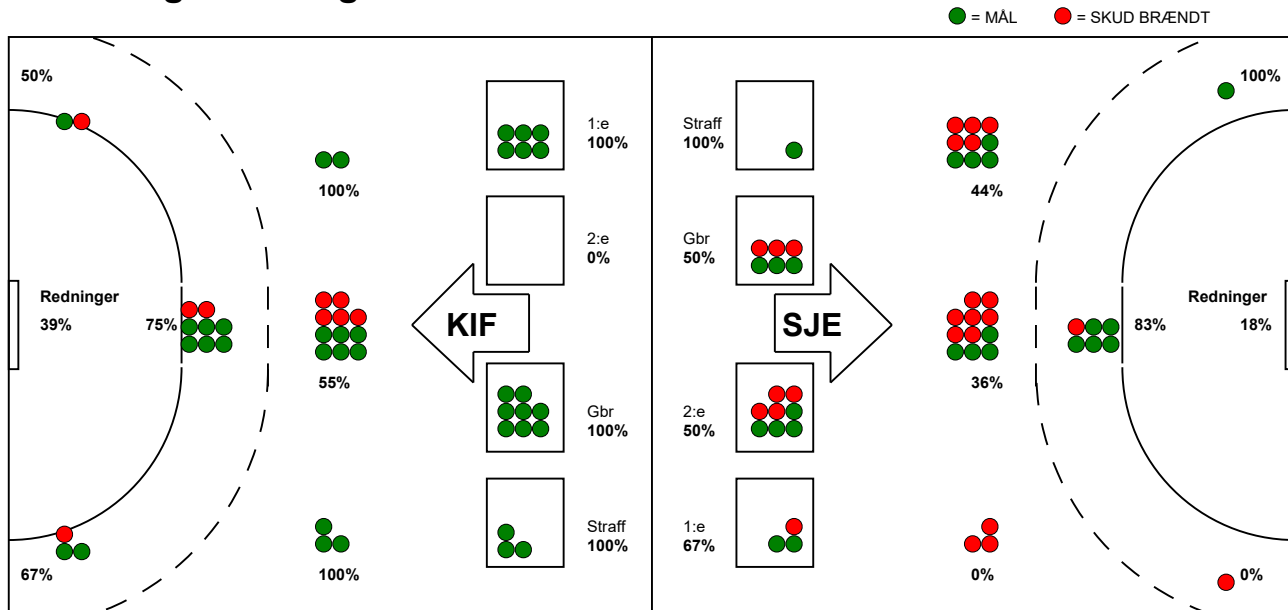 = MÅL = SKUD BRÆNDT
50%
100%
1:e
100%
Straff
100%
100%
44%
2:e
0%
Gbr
50%
Redninger
39%
75%
KIF
SJE
83%
Redninger
18%
55%
36%
Gbr
100%
2:e
50%
Straff
100%
1:e
67%
67%
100%
0%
0%